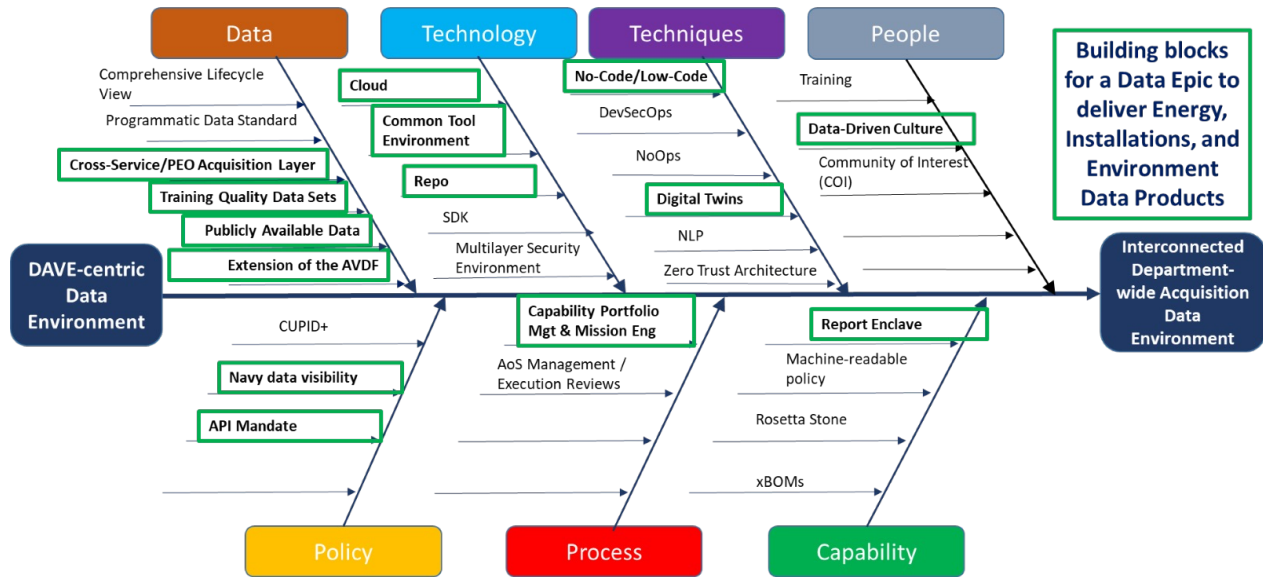 Data
Technology
Techniques
People
Building blocks
for a Data Epic to
deliver Energy,
Installations, and
Environment
Data Products
Comprehensive Lifecycle
View
Programmatic Data Standard
Cross-Service/PEO Acquisition Layer
Training Quality Data Sets
Publicly Available Data
Extension of the AVDF
Cloud
Common Tool
Environment
Repo
SDK
Multilayer Security
Environment
No-Code/Low-Code
DevSecOps
NoOps
Digital Twins
NLP
Zero Trust Architecture
Training
Data-Driven Culture
Community of Interest
(COI)
DAVE-centric
Data
Environment
Interconnected
Department-
wide Acquisition
Data
Environment
CUPID+
Navy data visibility
API Mandate
Capability Portfolio
Mgt & Mission Eng
AoS Management /
Execution Reviews
Report Enclave
Machine-readable
policy
Rosetta Stone
xBOMs
Policy
Process
Capability